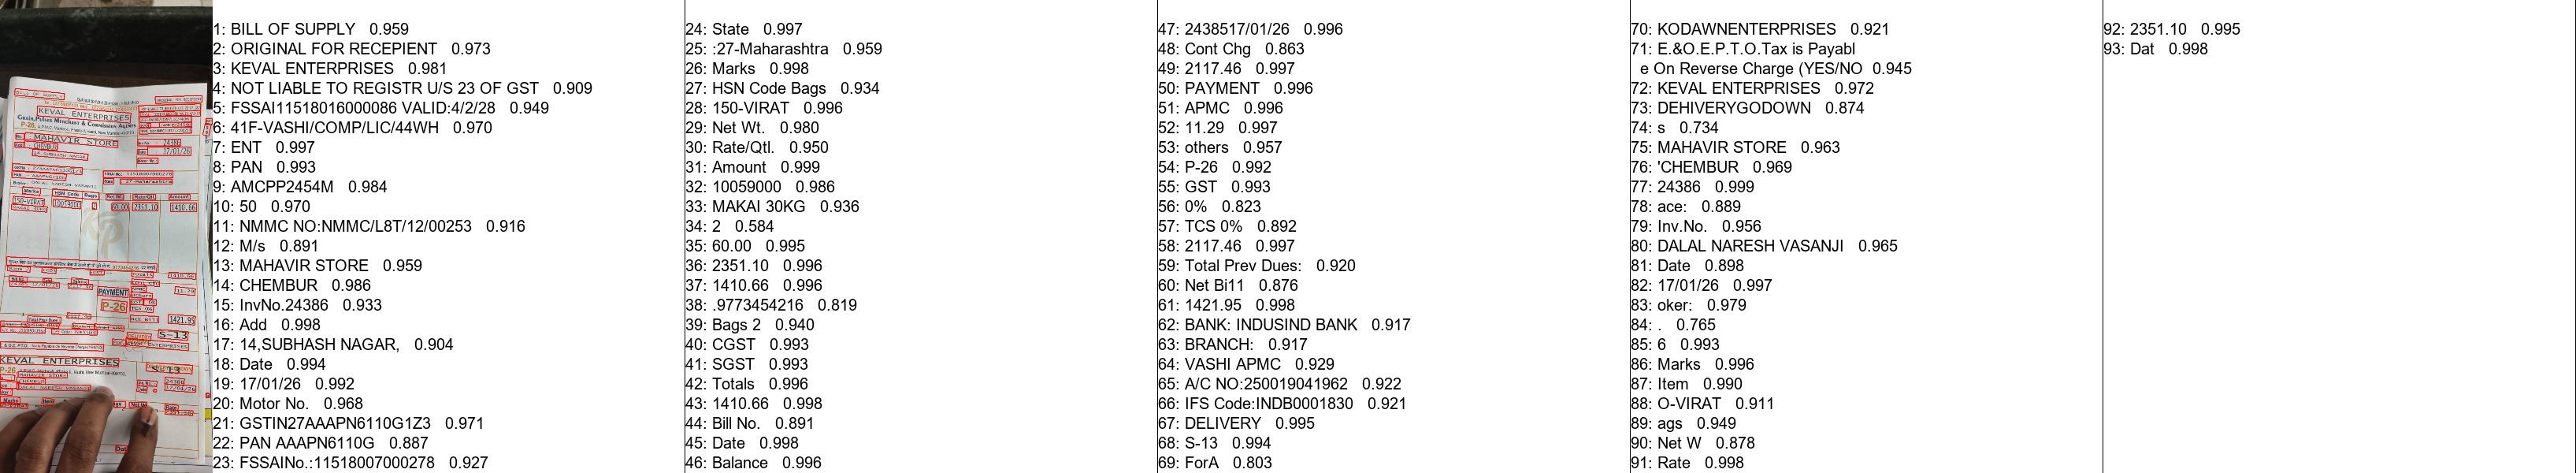 1: BILL OF SUPPLY 0.959
2: ORIGINAL FOR RECEPIENT 0.973
3: KEVAL ENTERPRISES 0.981
4: NOT LIABLE TO REGISTR U/S 23 OF GST 0.909
5: FSSAI11518016000086 VALID:4/2/28 0.949
6: 41F-VASHI/COMP/LIC/44WH 0.970
7: ENT 0.997
8: PAN 0.993
9: AMCPP2454M 0.984
10: 50 0.970
11: NMMC NO:NMMC/L8T/12/00253 0.916
12: M/s 0.891
13: MAHAVIR STORE 0.959
14: CHEMBUR 0.986
15: InvNo.24386 0.933
16: Add 0.998
17: 14,SUBHASH NAGAR, 0.904
18: Date 0.994
19: 17/01/26 0.992
20: Motor No. 0.968
21: GSTIN27AAAPN6110G1Z3 0.971
22: PAN AAAPN6110G 0.887
23: FSSAINo.:11518007000278 0.927
24: State 0.997
25: :27-Maharashtra 0.959
26: Marks 0.998
27: HSN Code Bags 0.934
28: 150-VIRAT 0.996
29: Net Wt. 0.980
30: Rate/Qtl. 0.950
31: Amount 0.999
32: 10059000 0.986
33: MAKAI 30KG 0.936
34: 2 0.584
35: 60.00 0.995
36: 2351.10 0.996
37: 1410.66 0.996
38: .9773454216 0.819
39: Bags 2 0.940
40: CGST 0.993
41: SGST 0.993
42: Totals 0.996
43: 1410.66 0.998
44: Bill No. 0.891
45: Date 0.998
46: Balance 0.996
47: 2438517/01/26 0.996
48: Cont Chg 0.863
49: 2117.46 0.997
50: PAYMENT 0.996
51: APMC 0.996
52: 11.29 0.997
53: others 0.957
54: P-26 0.992
55: GST 0.993
56: 0% 0.823
57: TCS 0% 0.892
58: 2117.46 0.997
59: Total Prev Dues: 0.920
60: Net Bi11 0.876
61: 1421.95 0.998
62: BANK: INDUSIND BANK 0.917
63: BRANCH: 0.917
64: VASHI APMC 0.929
65: A/C NO:250019041962 0.922
66: IFS Code:INDB0001830 0.921
67: DELIVERY 0.995
68: S-13 0.994
69: ForA 0.803
70: KODAWNENTERPRISES 0.921
71: E.&O.E.P.T.O.Tax is Payabl
e On Reverse Charge (YES/NO 0.945
72: KEVAL ENTERPRISES 0.972
73: DEHIVERYGODOWN 0.874
74: s 0.734
75: MAHAVIR STORE 0.963
76: 'CHEMBUR 0.969
77: 24386 0.999
78: ace: 0.889
79: Inv.No. 0.956
80: DALAL NARESH VASANJI 0.965
81: Date 0.898
82: 17/01/26 0.997
83: oker: 0.979
84: . 0.765
85: 6 0.993
86: Marks 0.996
87: Item 0.990
88: O-VIRAT 0.911
89: ags 0.949
90: Net W 0.878
91: Rate 0.998
92: 2351.10 0.995
93: Dat 0.998